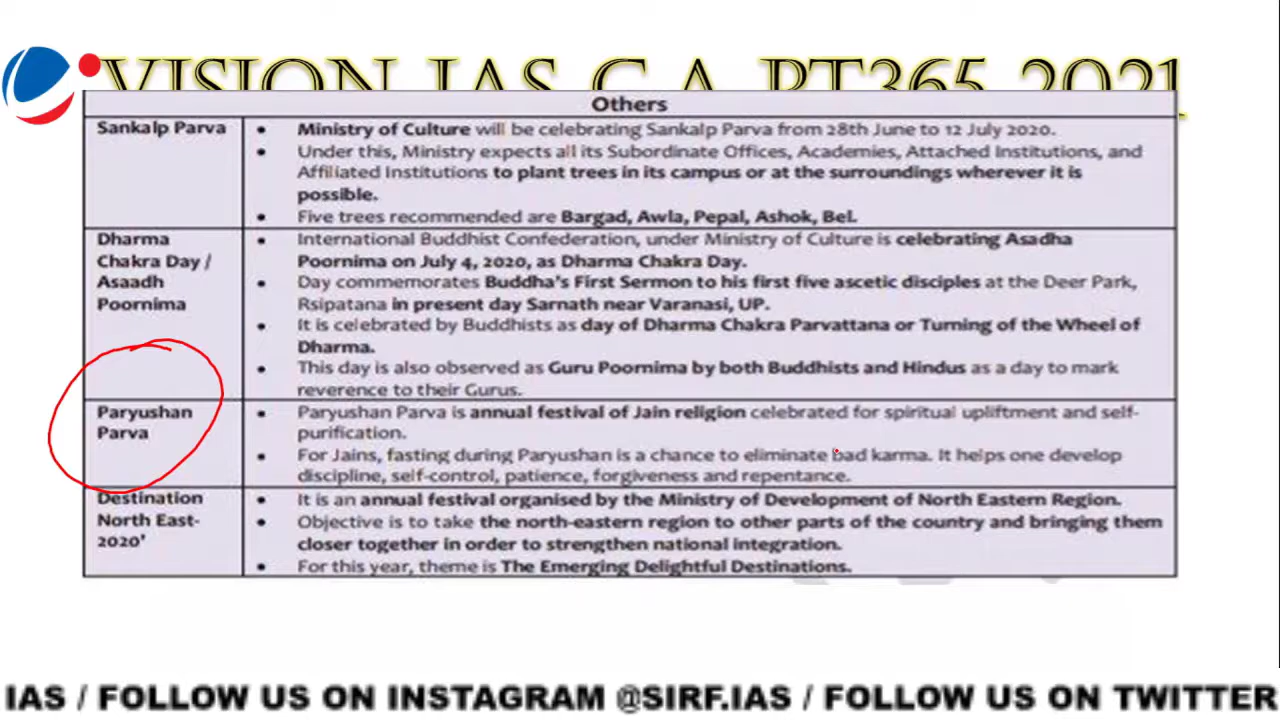 VISION IAS C.A PT365 2021
Others
Sankalp Parva
• Ministry of Culture will be celebrating Sankalp Parva from 28th June to 12 July 2020.
• Under this, Ministry expects all its Subordinate Offices, Academies, Attached Institutions, and
Affiliated Institutions to plant trees in its campus or at the surroundings wherever it is
possible.
• Five trees recommended are Bargad, Awla, Pepal, Ashok, Bel.
Dharma
Chakra Day /
Asaadh
Poornima
• International Buddhist Confederation, under Ministry of Culture is celebrating Asadha
Poornima on July 4, 2020, as Dharma Chakra Day.
• Day commemorates Buddha's First Sermon to his first five ascetic disciples at the Deer Park,
Rsipatana in present day Sarnath near Varanasi, UP.
• It is celebrated by Buddhists as day of Dharma Chakra Parvattana or Turning of the Wheel of
Dharma.
• This day is also observed as Guru Poornima by both Buddhists and Hindus as a day to mark
reverence to their Gurus.
Paryushan
Parva
• Paryushan Parva is annual festival of Jain religion celebrated for spiritual upliftment and self-
purification.
• For Jains, fasting during Paryushan is a chance to eliminate bad karma. It helps one develop
discipline, self-control, patience, forgiveness and repentance.
Destination
North East-
2020'
• It is an annual festival organised by the Ministry of Development of North Eastern Region.
• Objective is to take the north-eastern region to other parts of the country and bringing them
closer together in order to strengthen national integration.
• For this year, theme is The Emerging Delightful Destinations.
IAS / FOLLOW US ON INSTAGRAM @SIRF.IAS / FOLLOW US ON TWITTER